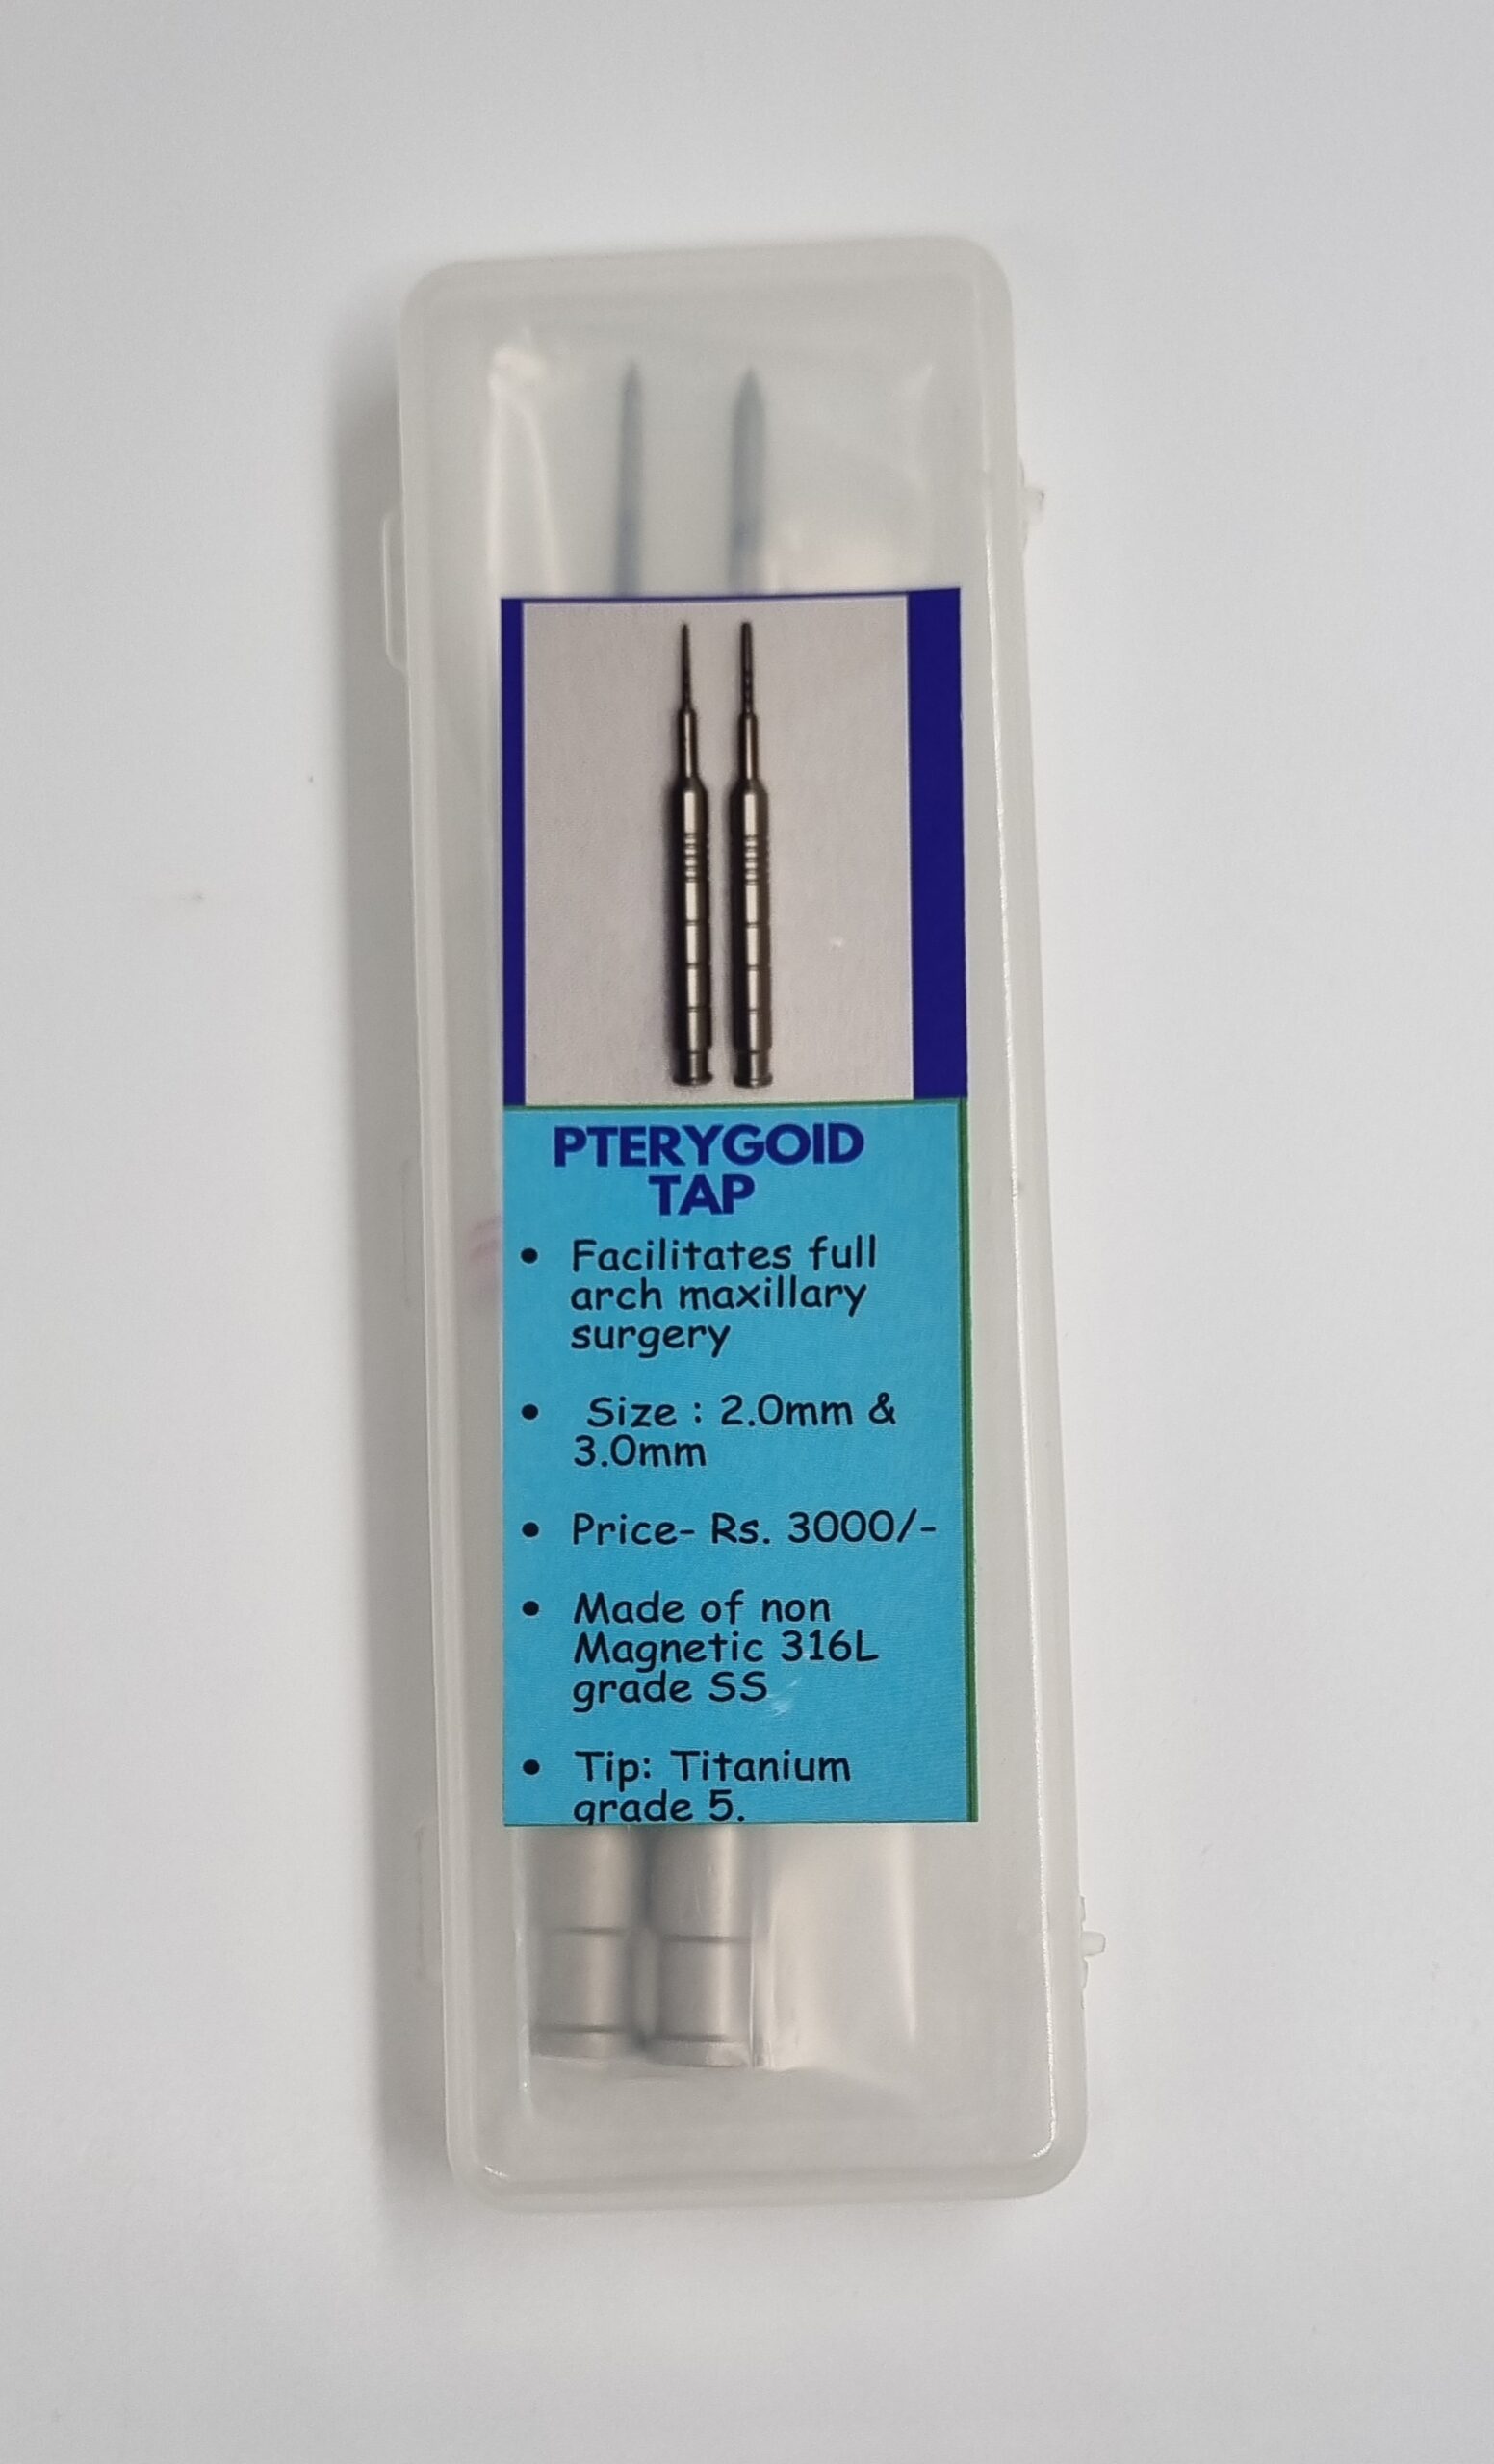 PTERYGOID
TAP
• Facilitates full
arch maxillary
surgery
• Size : 2.0mm &
3.0mm
• Price- Rs. 3000/-
• Made of non
Magnetic 316L
grade SS
• Tip: Titanium
grade 5.